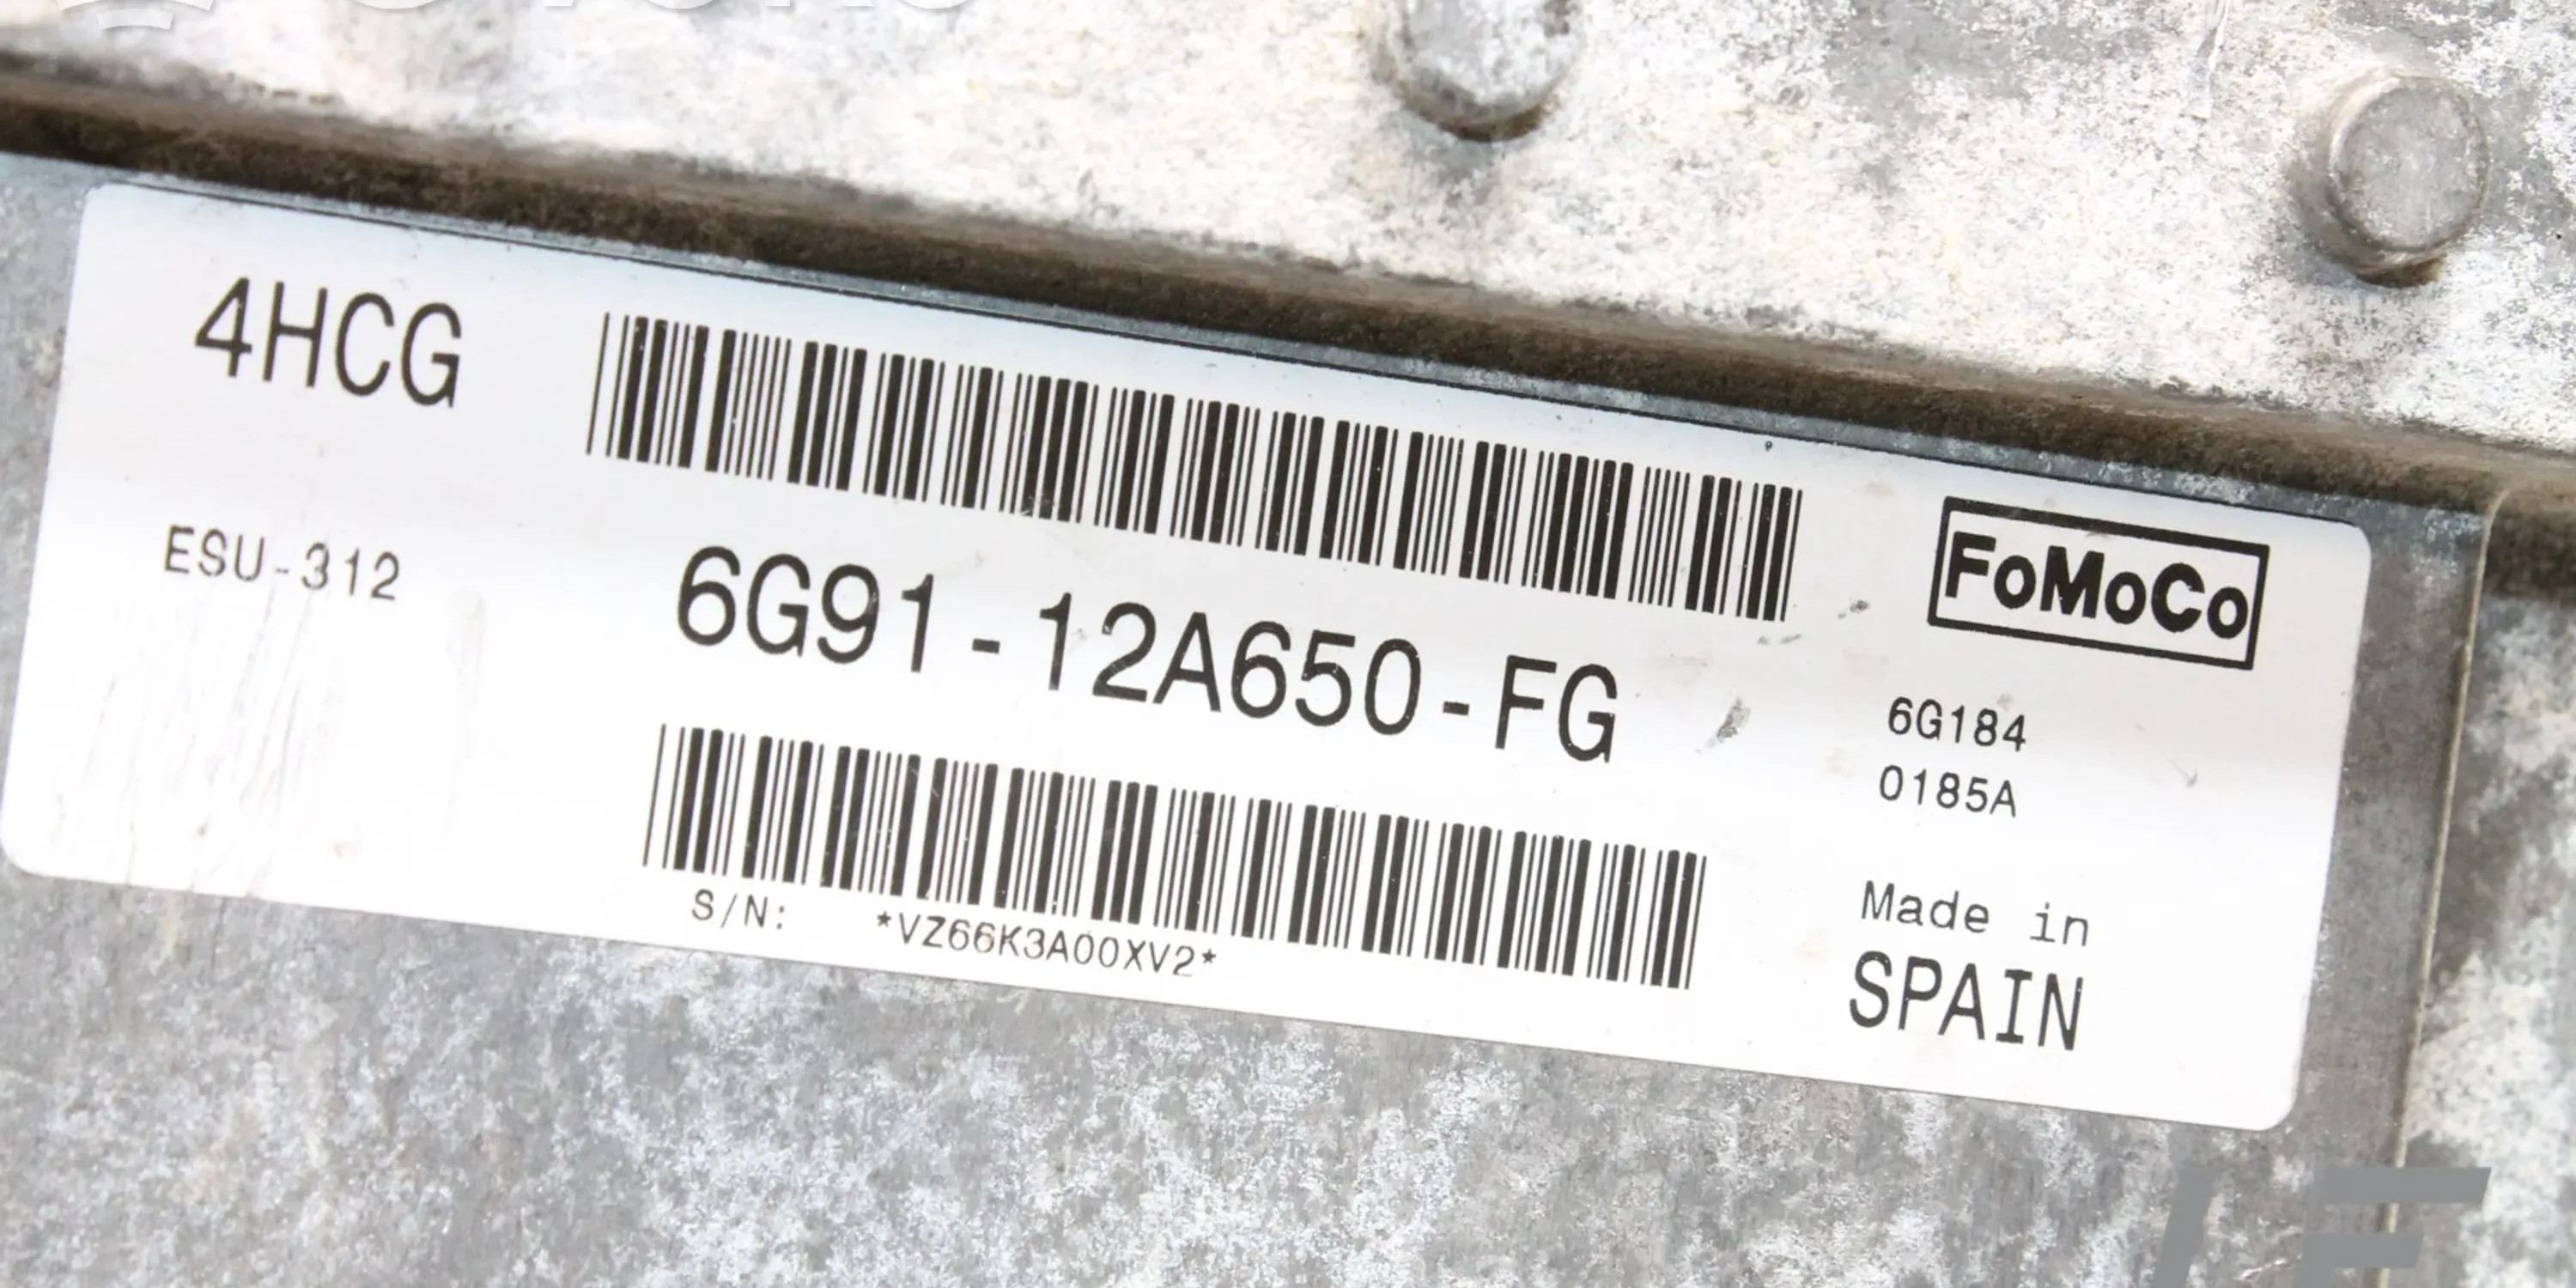 4HCG
ESU-312
6G91-12A650-FG
S/N: *VZ66K3A00XV2*
FoMoCo
6G184
0185A
Made in
SPAIN